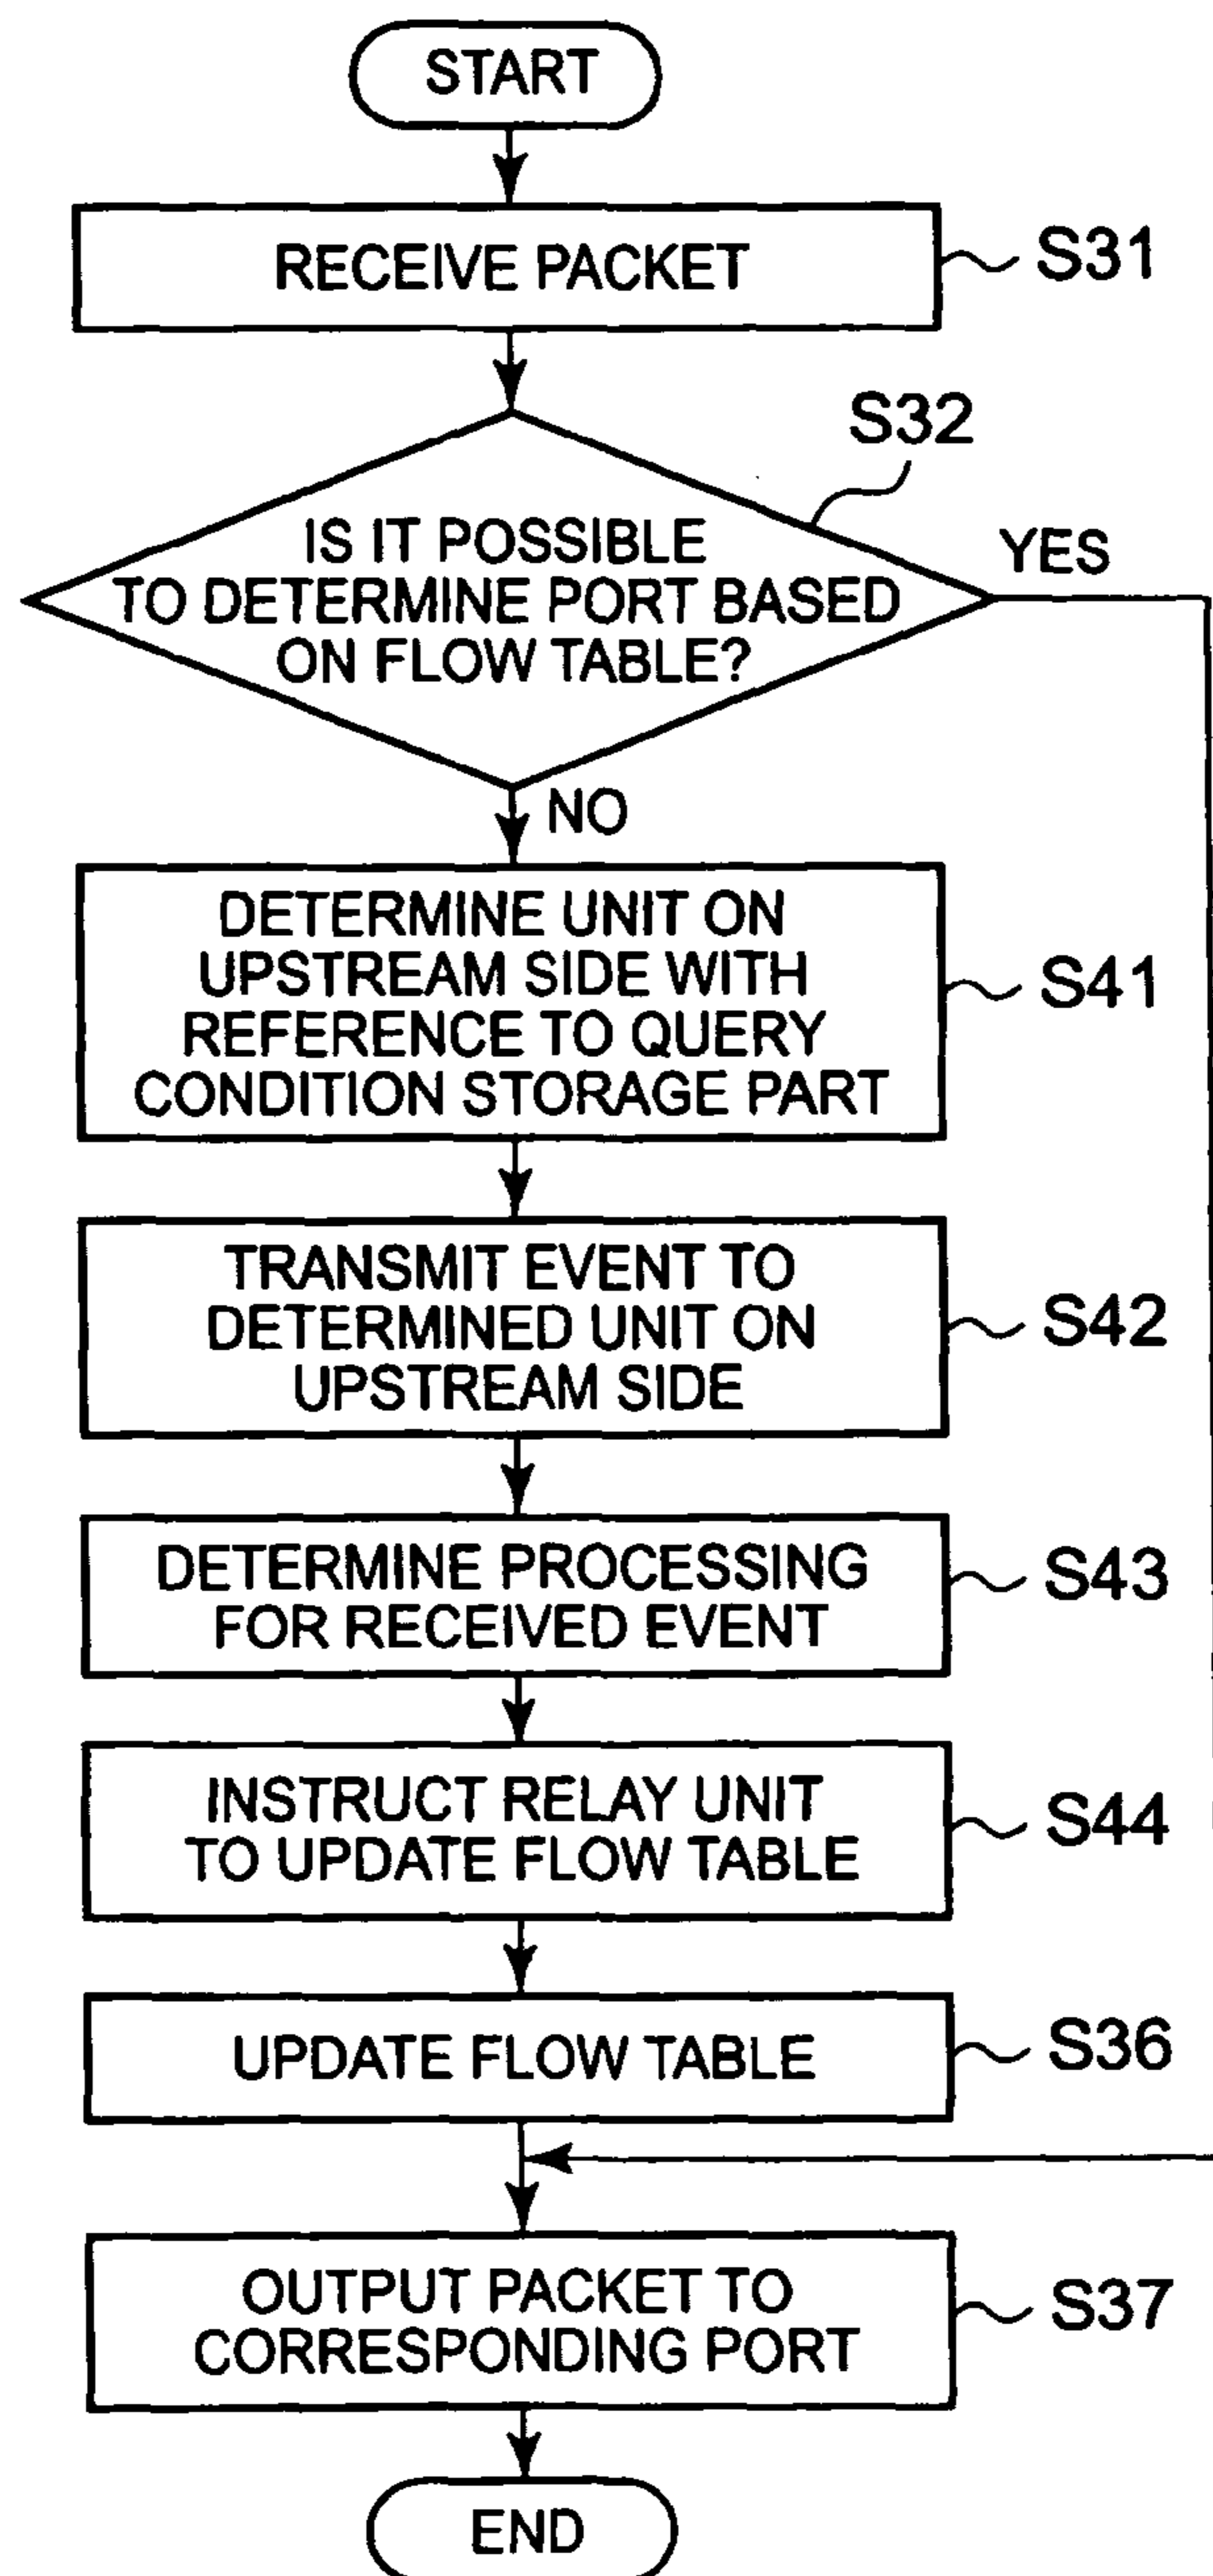 START
RECEIVE PACKET
S31
S32
IS IT POSSIBLE
TO DETERMINE PORT BASED
ON FLOW TABLE?
YES
NO
DETERMINE UNIT ON
UPSTREAM SIDE WITH
REFERENCE TO QUERY
CONDITION STORAGE PART
S41
TRANSMIT EVENT TO
DETERMINED UNIT ON
UPSTREAM SIDE
S42
DETERMINE PROCESSING
FOR RECEIVED EVENT
S43
INSTRUCT RELAY UNIT
TO UPDATE FLOW TABLE
S44
UPDATE FLOW TABLE
S36
OUTPUT PACKET TO
CORRESPONDING PORT
S37
END